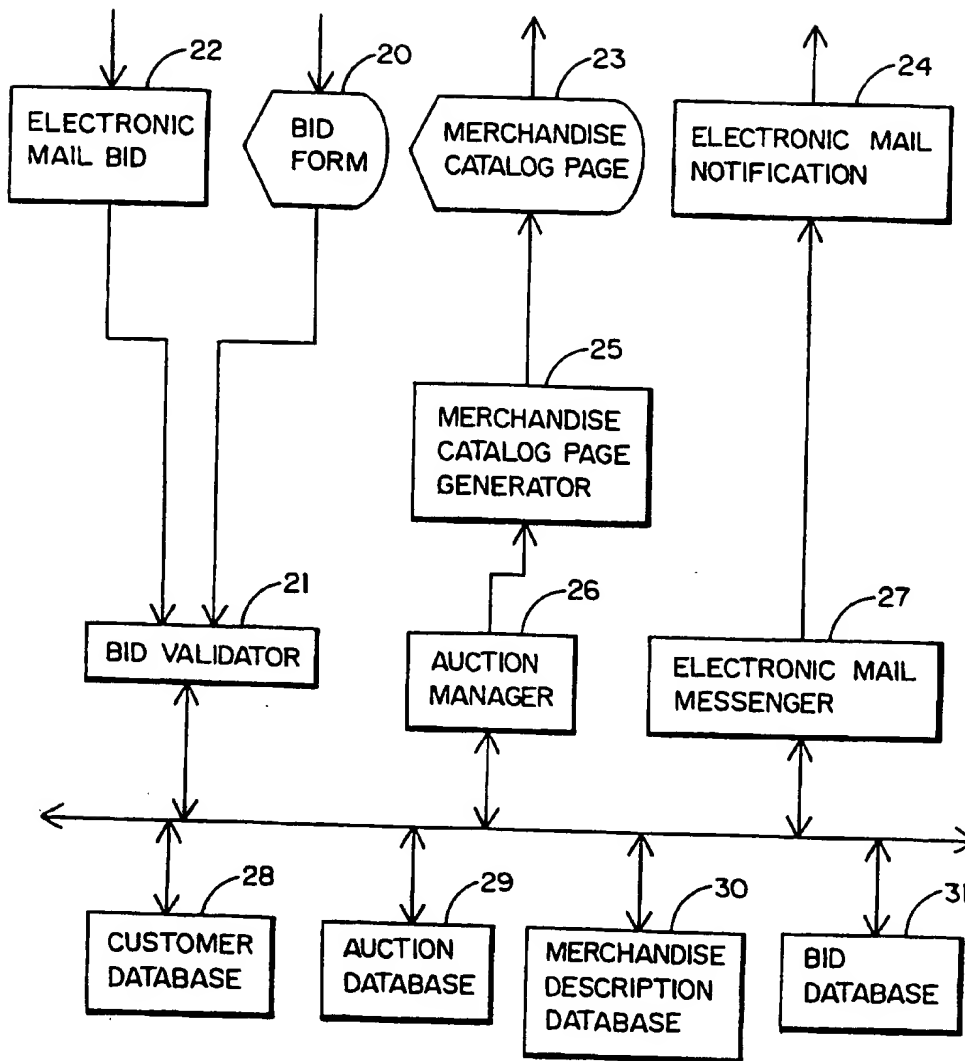 22
20
23
24
ELECTRONIC
MAIL BID
BID
FORM
MERCHANDISE
CATALOG PAGE
ELECTRONIC MAIL
NOTIFICATION
25
MERCHANDISE
CATALOG PAGE
GENERATOR
21
26
27
BID VALIDATOR
AUCTION
MANAGER
ELECTRONIC MAIL
MESSENGER
28
29
30
31
CUSTOMER
DATABASE
AUCTION
DATABASE
MERCHANDISE
DESCRIPTION
DATABASE
BID
DATABASE